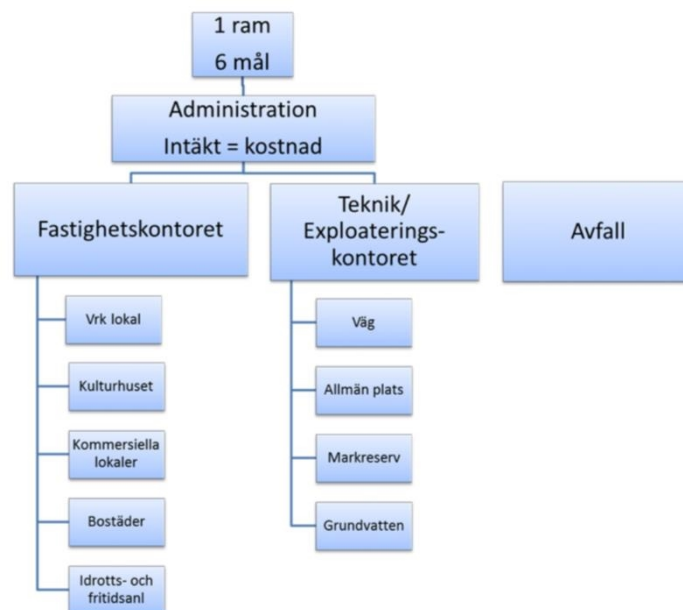 1 ram
6 mål
Administration
Intäkt = kostnad
Fastighetskontoret
Teknik/
Exploaterings-
kontoret
Avfall
Vrk lokal
Kulturhuset
Kommersiella
lokaler
Bostäder
Idrotts- och
fritidsanl
Väg
Allmän plats
Markreserv
Grundvatten